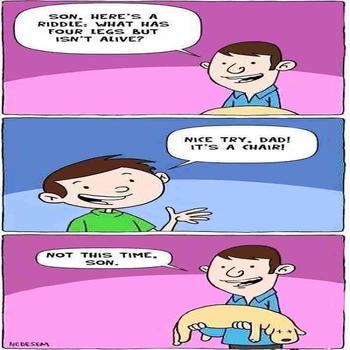 SON, HERE'S A
RIDDLE: WHAT HAS
FOUR LEGS BUT
ISN'T ALIVE?
NICE TRY, DAD!
IT'S A CHAIR!
NOT THIS TIME,
SON.
NEDESEM